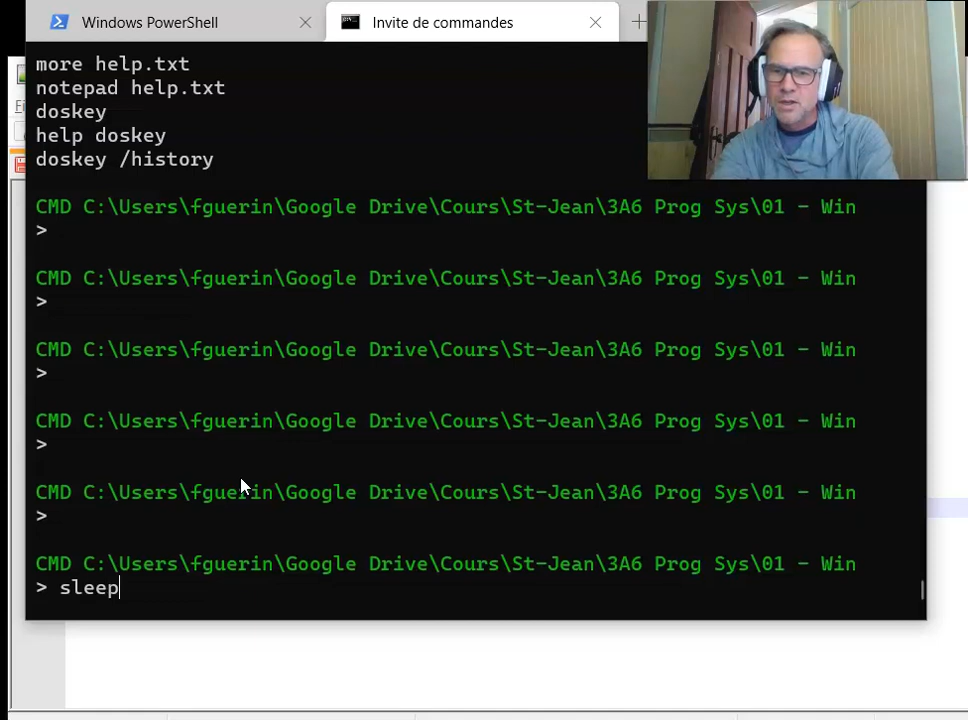 Windows PowerShell
Invite de commandes
more help.txt
notepad help.txt
doskey
help doskey
doskey /history
CMD C:\Users\fguerin\Google Drive\Cours\St-Jean\3A6 Prog Sys\01 - Win
>
CMD C:\Users\fguerin\Google Drive\Cours\St-Jean\3A6 Prog Sys\01 - Win
>
CMD C:\Users\fguerin\Google Drive\Cours\St-Jean\3A6 Prog Sys\01 - Win
>
CMD C:\Users\fguerin\Google Drive\Cours\St-Jean\3A6 Prog Sys\01 - Win
>
CMD C:\Users\fguerin\Google Drive\Cours\St-Jean\3A6 Prog Sys\01 - Win
>
CMD C:\Users\fguerin\Google Drive\Cours\St-Jean\3A6 Prog Sys\01 - Win
> sleep